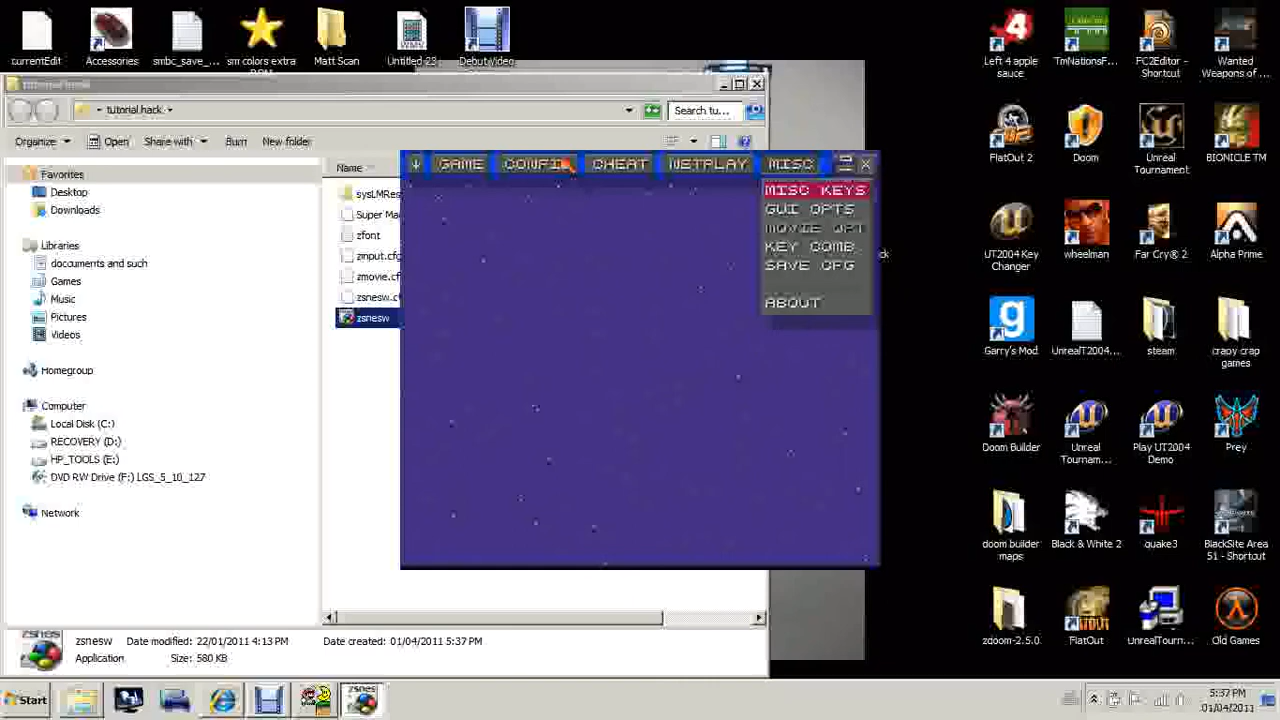 currentEdit
Accessories
smbc_save_...
sm colors extra
Matt Scan
Untitled 23
DebutVideo
Left 4 apple sauce
TmNationsF...
FC2Editor - Shortcut
Wanted Weapons of ...
tutorial hack
Search tu...
Organize
Open
Share with
Burn
New folder
Favorites
Desktop
Downloads
Libraries
documents and such
Games
Music
Pictures
Videos
Homegroup
Computer
Local Disk (C:)
RECOVERY (D:)
HP_TOOLS (E:)
DVD RW Drive (F:) LGS_5_10_127
Network
Name
sysLMRes
Super Ma
zfont
zinput.cfg
zmovie.cf
zsnesw.cf
zsnesw
GAME CONFIG CHEAT NETPLAY MISC
MISC KEYS
GUI OPTS
MOVIE OPT
KEY COMB.
SAVE CFG
ABOUT
FlatOut 2
Doom
Unreal Tournament
BIONICLE TM
UT2004 Key Changer
wheelman
Far Cry® 2
Alpha Prime
Garry's Mod
UnrealT2004...
steam
crapy crap games
Doom Builder
Unreal Tournam...
Play UT2004 Demo
Prey
doom builder maps
Black & White 2
quake3
BlackSite Area 51 - Shortcut
zdoom-2.5.0
FlatOut
UnrealTourn...
Old Games
zsnesw
Date modified: 22/01/2011 4:13 PM
Date created: 01/04/2011 5:37 PM
Application
Size: 580 KB
Start
5:37 PM
01/04/2011